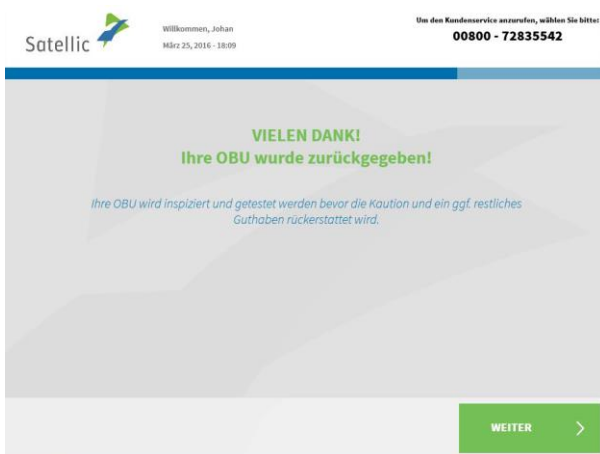 Satellic
Willkommen, Johan
März 25, 2016 - 18:09
Um den Kundenservice anzurufen, wählen Sie bitte:
00800 - 72835542
VIELEN DANK!
Ihre OBU wurde zurückgegeben!
Ihre OBU wird inspiziert und getestet werden bevor die Kaution und ein ggf. restliches
Guthaben rückerstattet wird.
WEITER